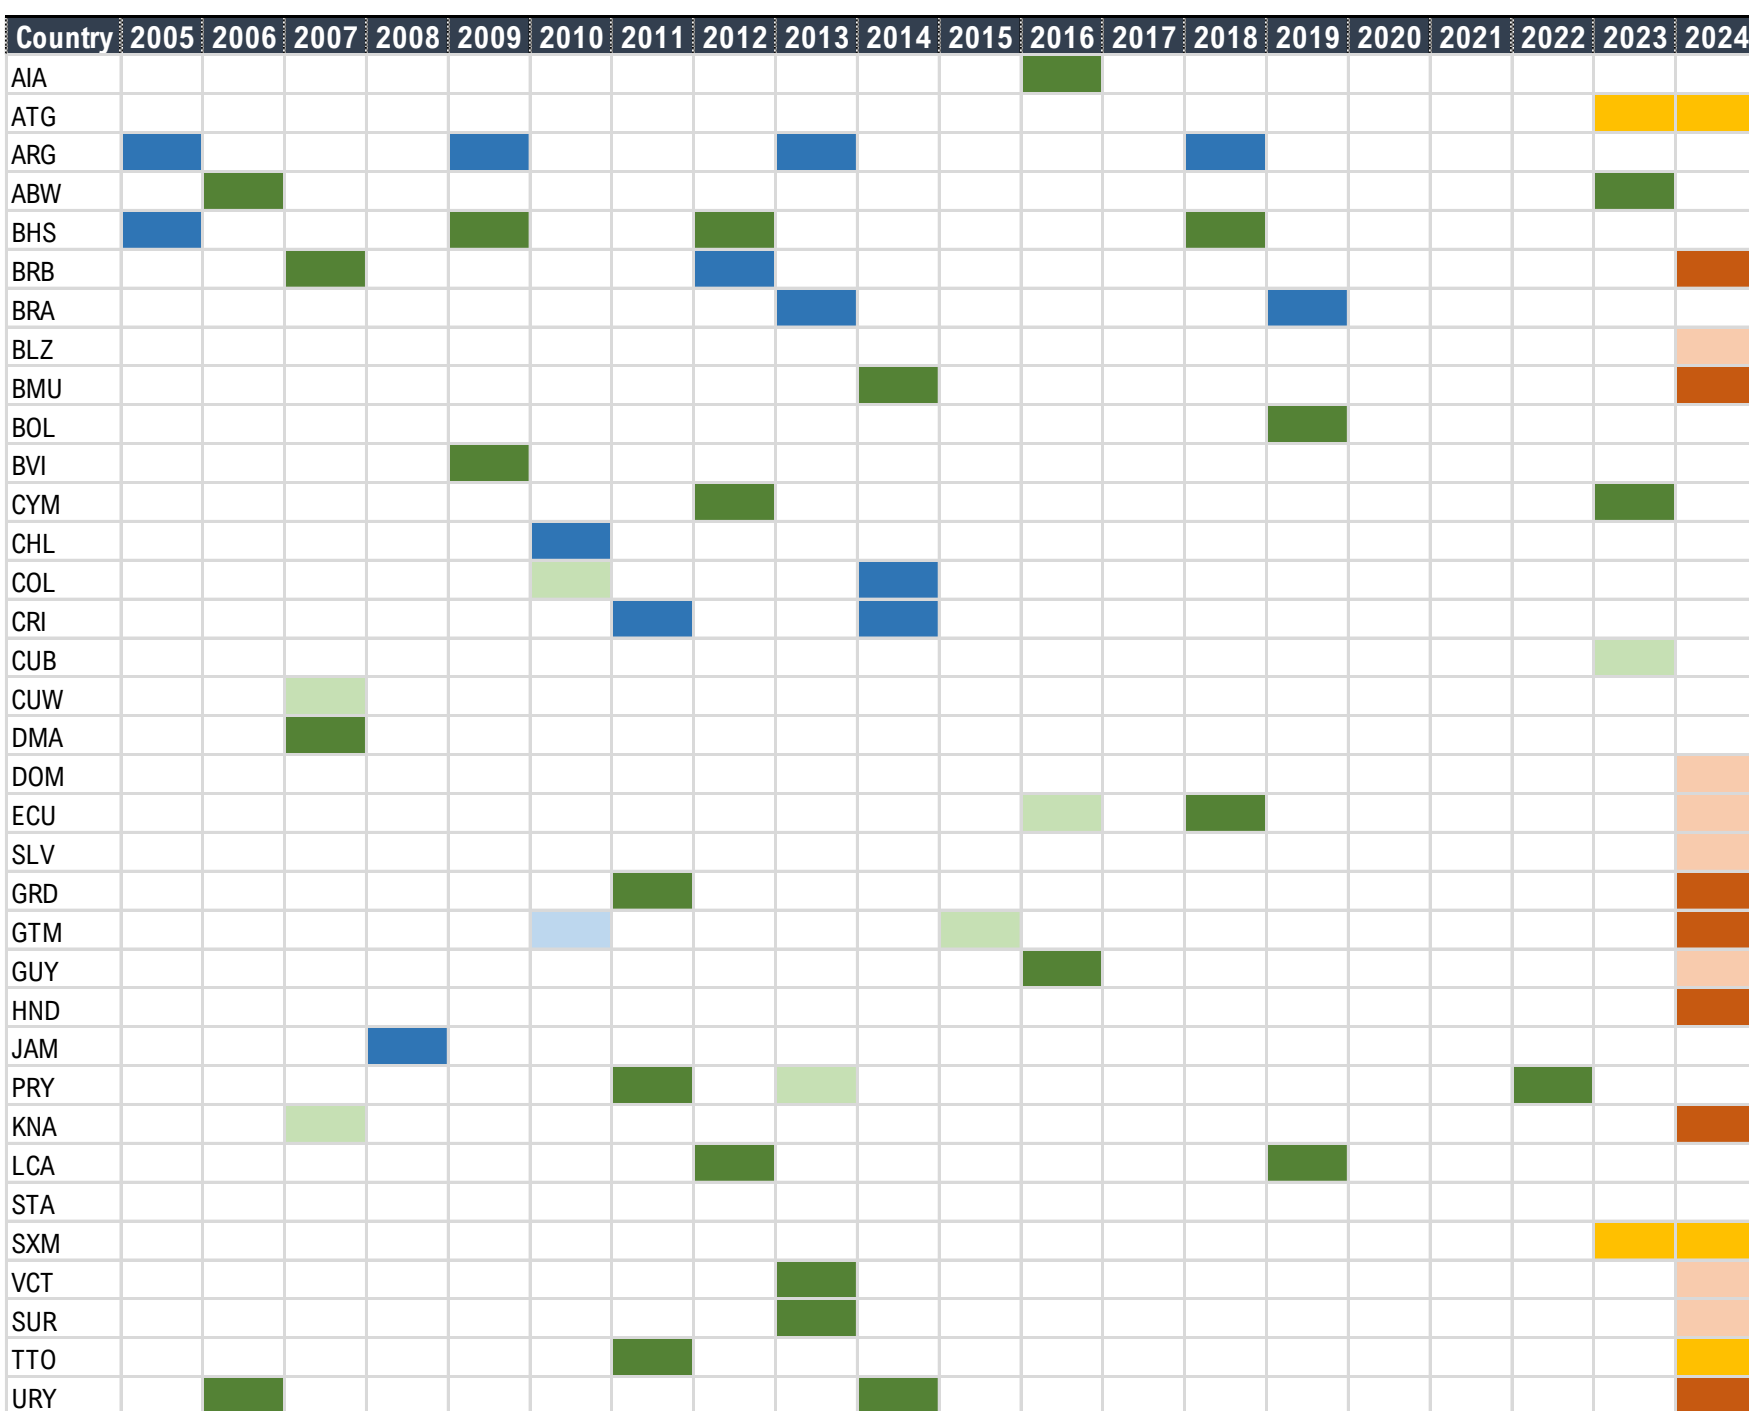 Country 2005 2006 2007 2008 2009 2010 2011 2012 2013 2014 2015 2016 2017 2018 2019 2020 2021 2022 2023 2024
AIA
ATG
ARG
ABW
BHS
BRB
BRA
BLZ
BMU
BOL
BVI
CYM
CHL
COL
CRI
CUB
CUW
DMA
DOM
ECU
SLV
GRD
GTM
GUY
HND
JAM
PRY
KNA
LCA
STA
SXM
VCT
SUR
TTO
URY